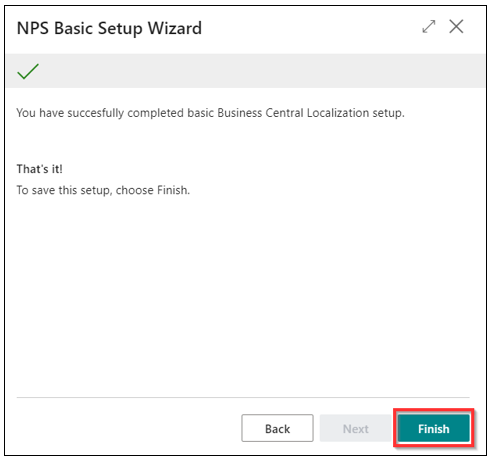 NPS Basic Setup Wizard
You have succesfully completed basic Business Central Localization setup.
That's it!
To save this setup, choose Finish.
Back
Next
Finish